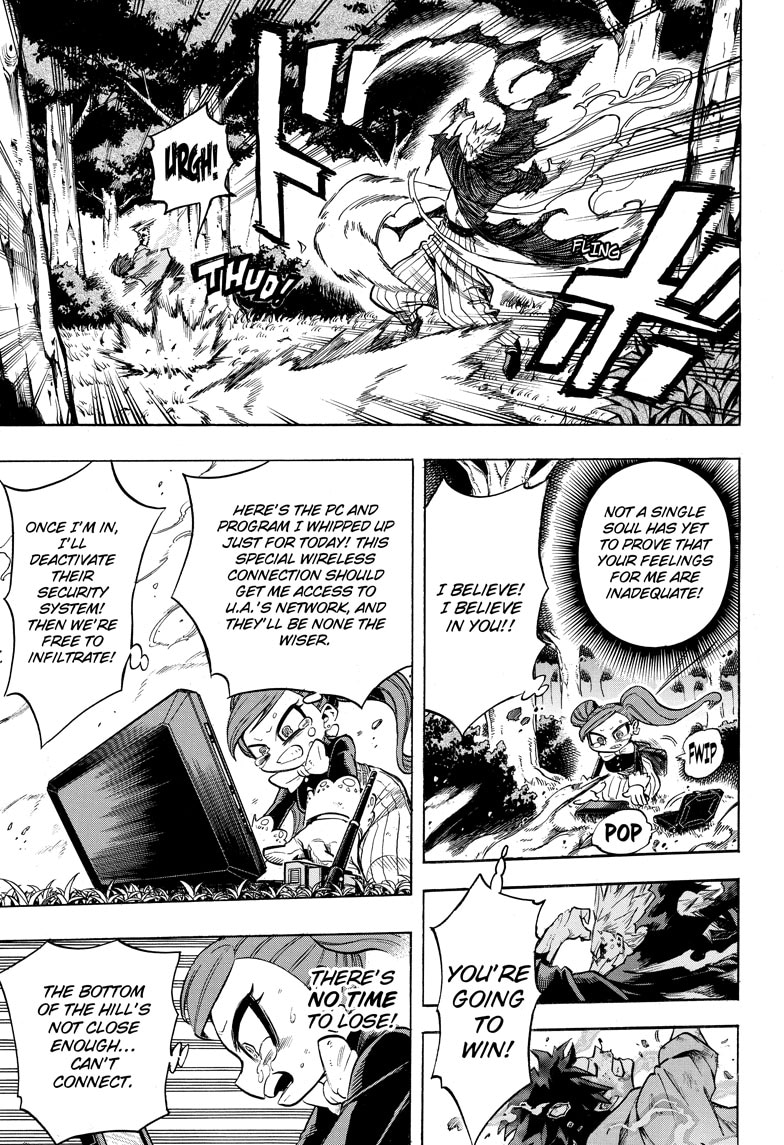 ドドド
URGH!
THUD!
FLING
NOT A SINGLE
SOUL HAS YET
TO PROVE THAT
YOUR FEELINGS
FOR ME ARE
INADEQUATE!
I BELIEVE!
I BELIEVE
IN YOU!!
FWIP
POP
HERE'S THE PC AND
PROGRAM I WHIPPED UP
JUST FOR TODAY! THIS
SPECIAL WIRELESS
CONNECTION SHOULD
GET ME ACCESS TO
U.A.'S NETWORK, AND
THEY'LL BE NONE THE
WISER.
ONCE I'M IN,
I'LL
DEACTIVATE
THEIR
SECURITY
SYSTEM!
THEN WE'RE
FREE TO
INFILTRATE!
YOU'RE
GOING
TO
WIN!
THERE'S
NO TIME
TO LOSE!
THE BOTTOM
OF THE HILL'S
NOT CLOSE
ENOUGH...
CAN'T
CONNECT.